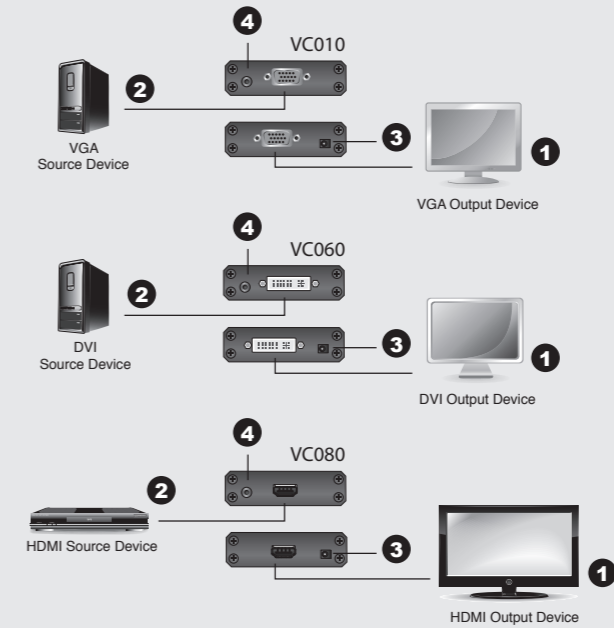 4
VC010
2
VGA
Source Device
3
1
VGA Output Device
4
VC060
2
DVI
Source Device
3
1
DVI Output Device
4
VC080
2
HDMI Source Device
3
1
HDMI Output Device